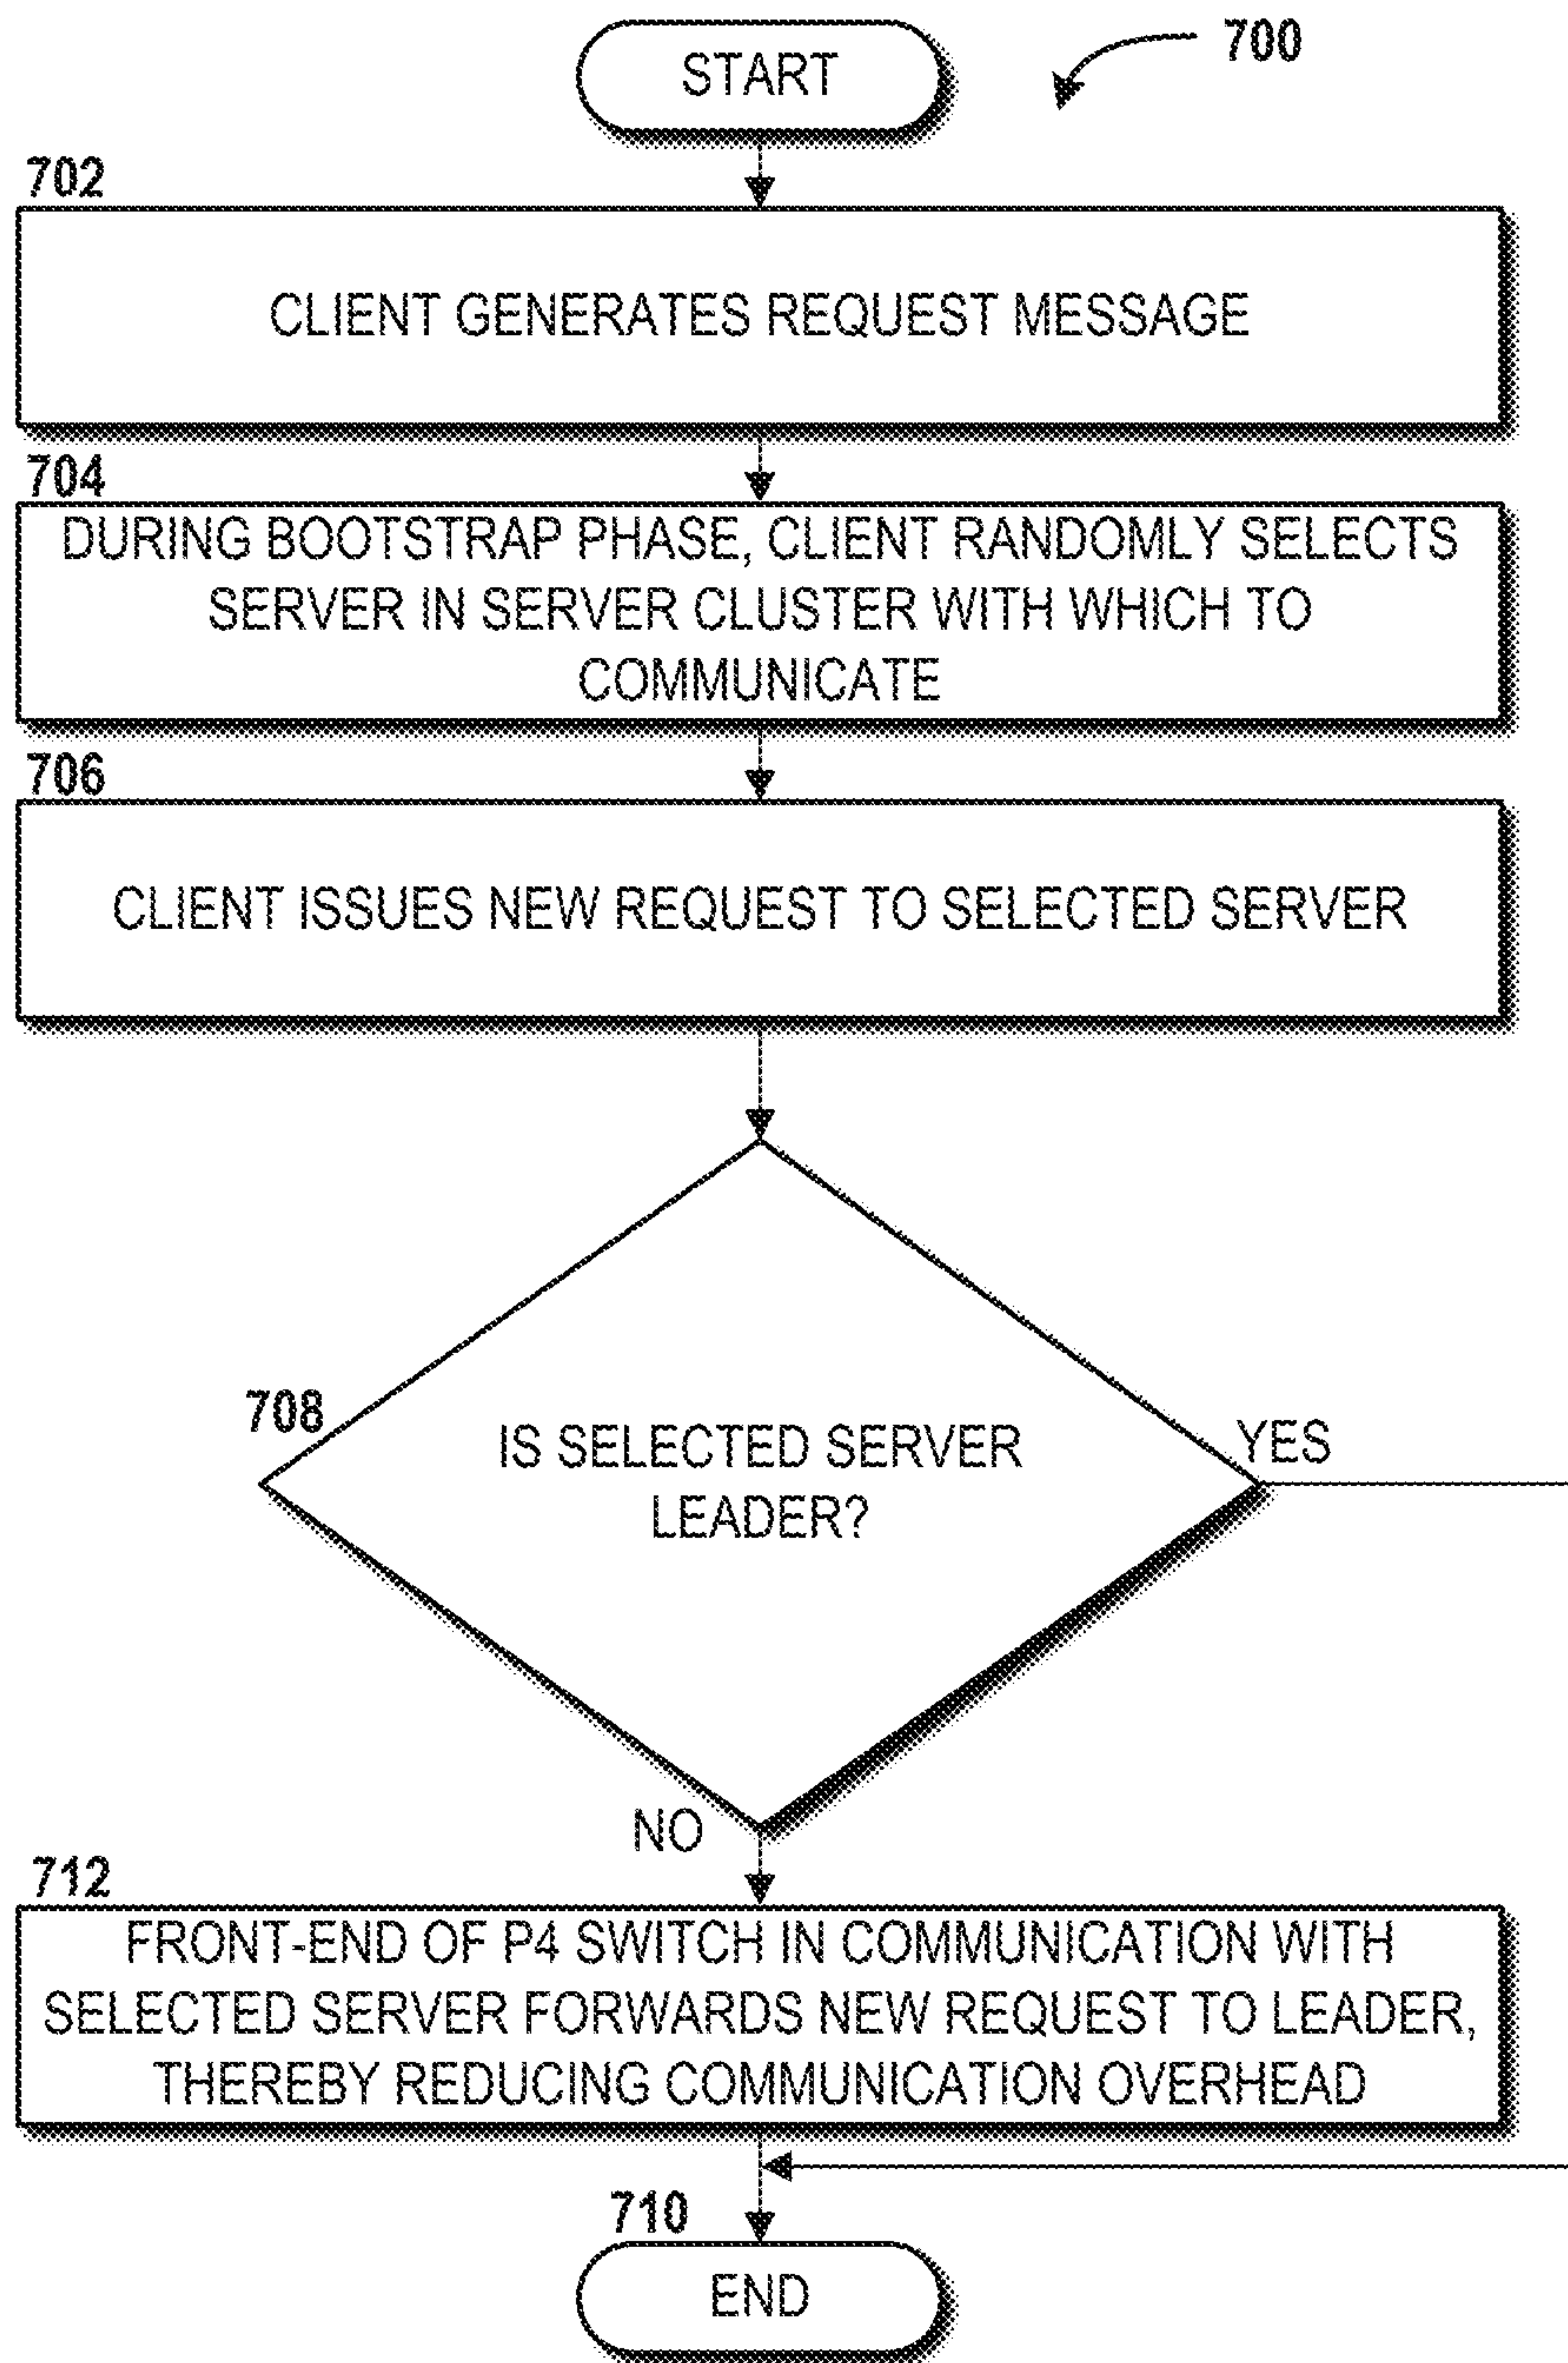 START
700
702
CLIENT GENERATES REQUEST MESSAGE
704
DURING BOOTSTRAP PHASE, CLIENT RANDOMLY SELECTS
SERVER IN SERVER CLUSTER WITH WHICH TO
COMMUNICATE
706
CLIENT ISSUES NEW REQUEST TO SELECTED SERVER
708
IS SELECTED SERVER
LEADER?
YES
NO
712
FRONT-END OF P4 SWITCH IN COMMUNICATION WITH
SELECTED SERVER FORWARDS NEW REQUEST TO LEADER,
THEREBY REDUCING COMMUNICATION OVERHEAD
710
END